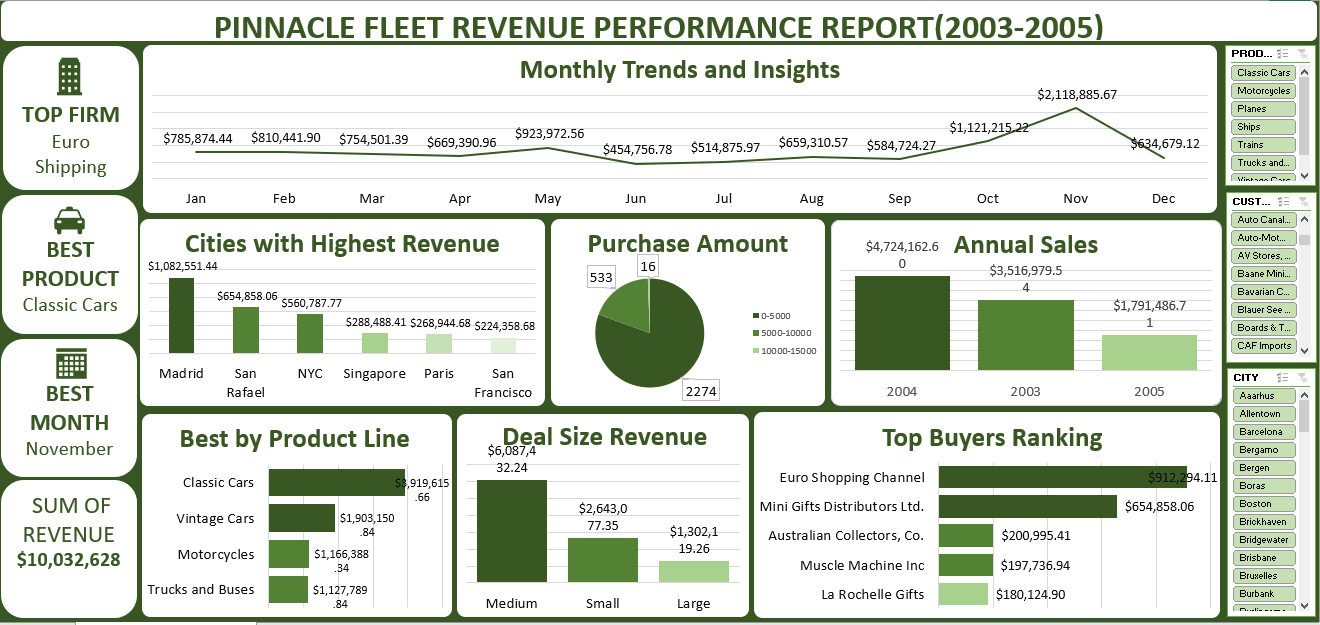 PINNACLE FLEET REVENUE PERFORMANCE REPORT(2003-2005)
TOP FIRM
Euro
Shipping
BEST
PRODUCT
Classic Cars
BEST
MONTH
November
SUM OF
REVENUE
$10,032,628
Monthly Trends and Insights
$785,874.44 $810,441.90 $754,501.39 $669,390.96 $923,972.56 $454,756.78 $514,875.97 $659,310.57 $584,724.27 $1,121,215.22 $2,118,885.67 $634,679.12
Jan Feb Mar Apr May Jun Jul Aug Sep Oct Nov Dec
Cities with Highest Revenue
$1,082,551.44
$654,858.06
$560,787.77
$288,488.41 $268,944.68 $224,358.68
Madrid San NYC Singapore Paris San
Rafael Francisco
Purchase Amount
16
533
2274
0-5000
5000-10000
10000-15000
Annual Sales
$4,724,162.6
0
$3,516,979.5
4
$1,791,486.7
1
2004 2003 2005
Best by Product Line
Classic Cars
$3,919,615
.66
Vintage Cars
$1,903,150
.84
Motorcycles
$1,166,388
.34
Trucks and Buses
$1,127,789
.84
Deal Size Revenue
$6,087,4
32.24
$2,643,0
77.35
$1,302,1
19.26
Medium Small Large
Top Buyers Ranking
Euro Shopping Channel $912,294.11
Mini Gifts Distributors Ltd. $654,858.06
Australian Collectors, Co. $200,995.41
Muscle Machine Inc $197,736.94
La Rochelle Gifts $180,124.90
PROD...
Classic Cars
Motorcycles
Planes
Ships
Trains
Trucks and...
Vintage Cars
CUST...
Auto Canal...
Auto-Mot...
AV Stores, ...
Baane Mini...
Bavarian C...
Blauer See ...
Boards & T...
CAF Imports
CITY
Aaarhus
Allentown
Barcelona
Bergamo
Bergen
Boras
Boston
Brickhaven
Bridgewater
Brisbane
Bruxelles
Burbank